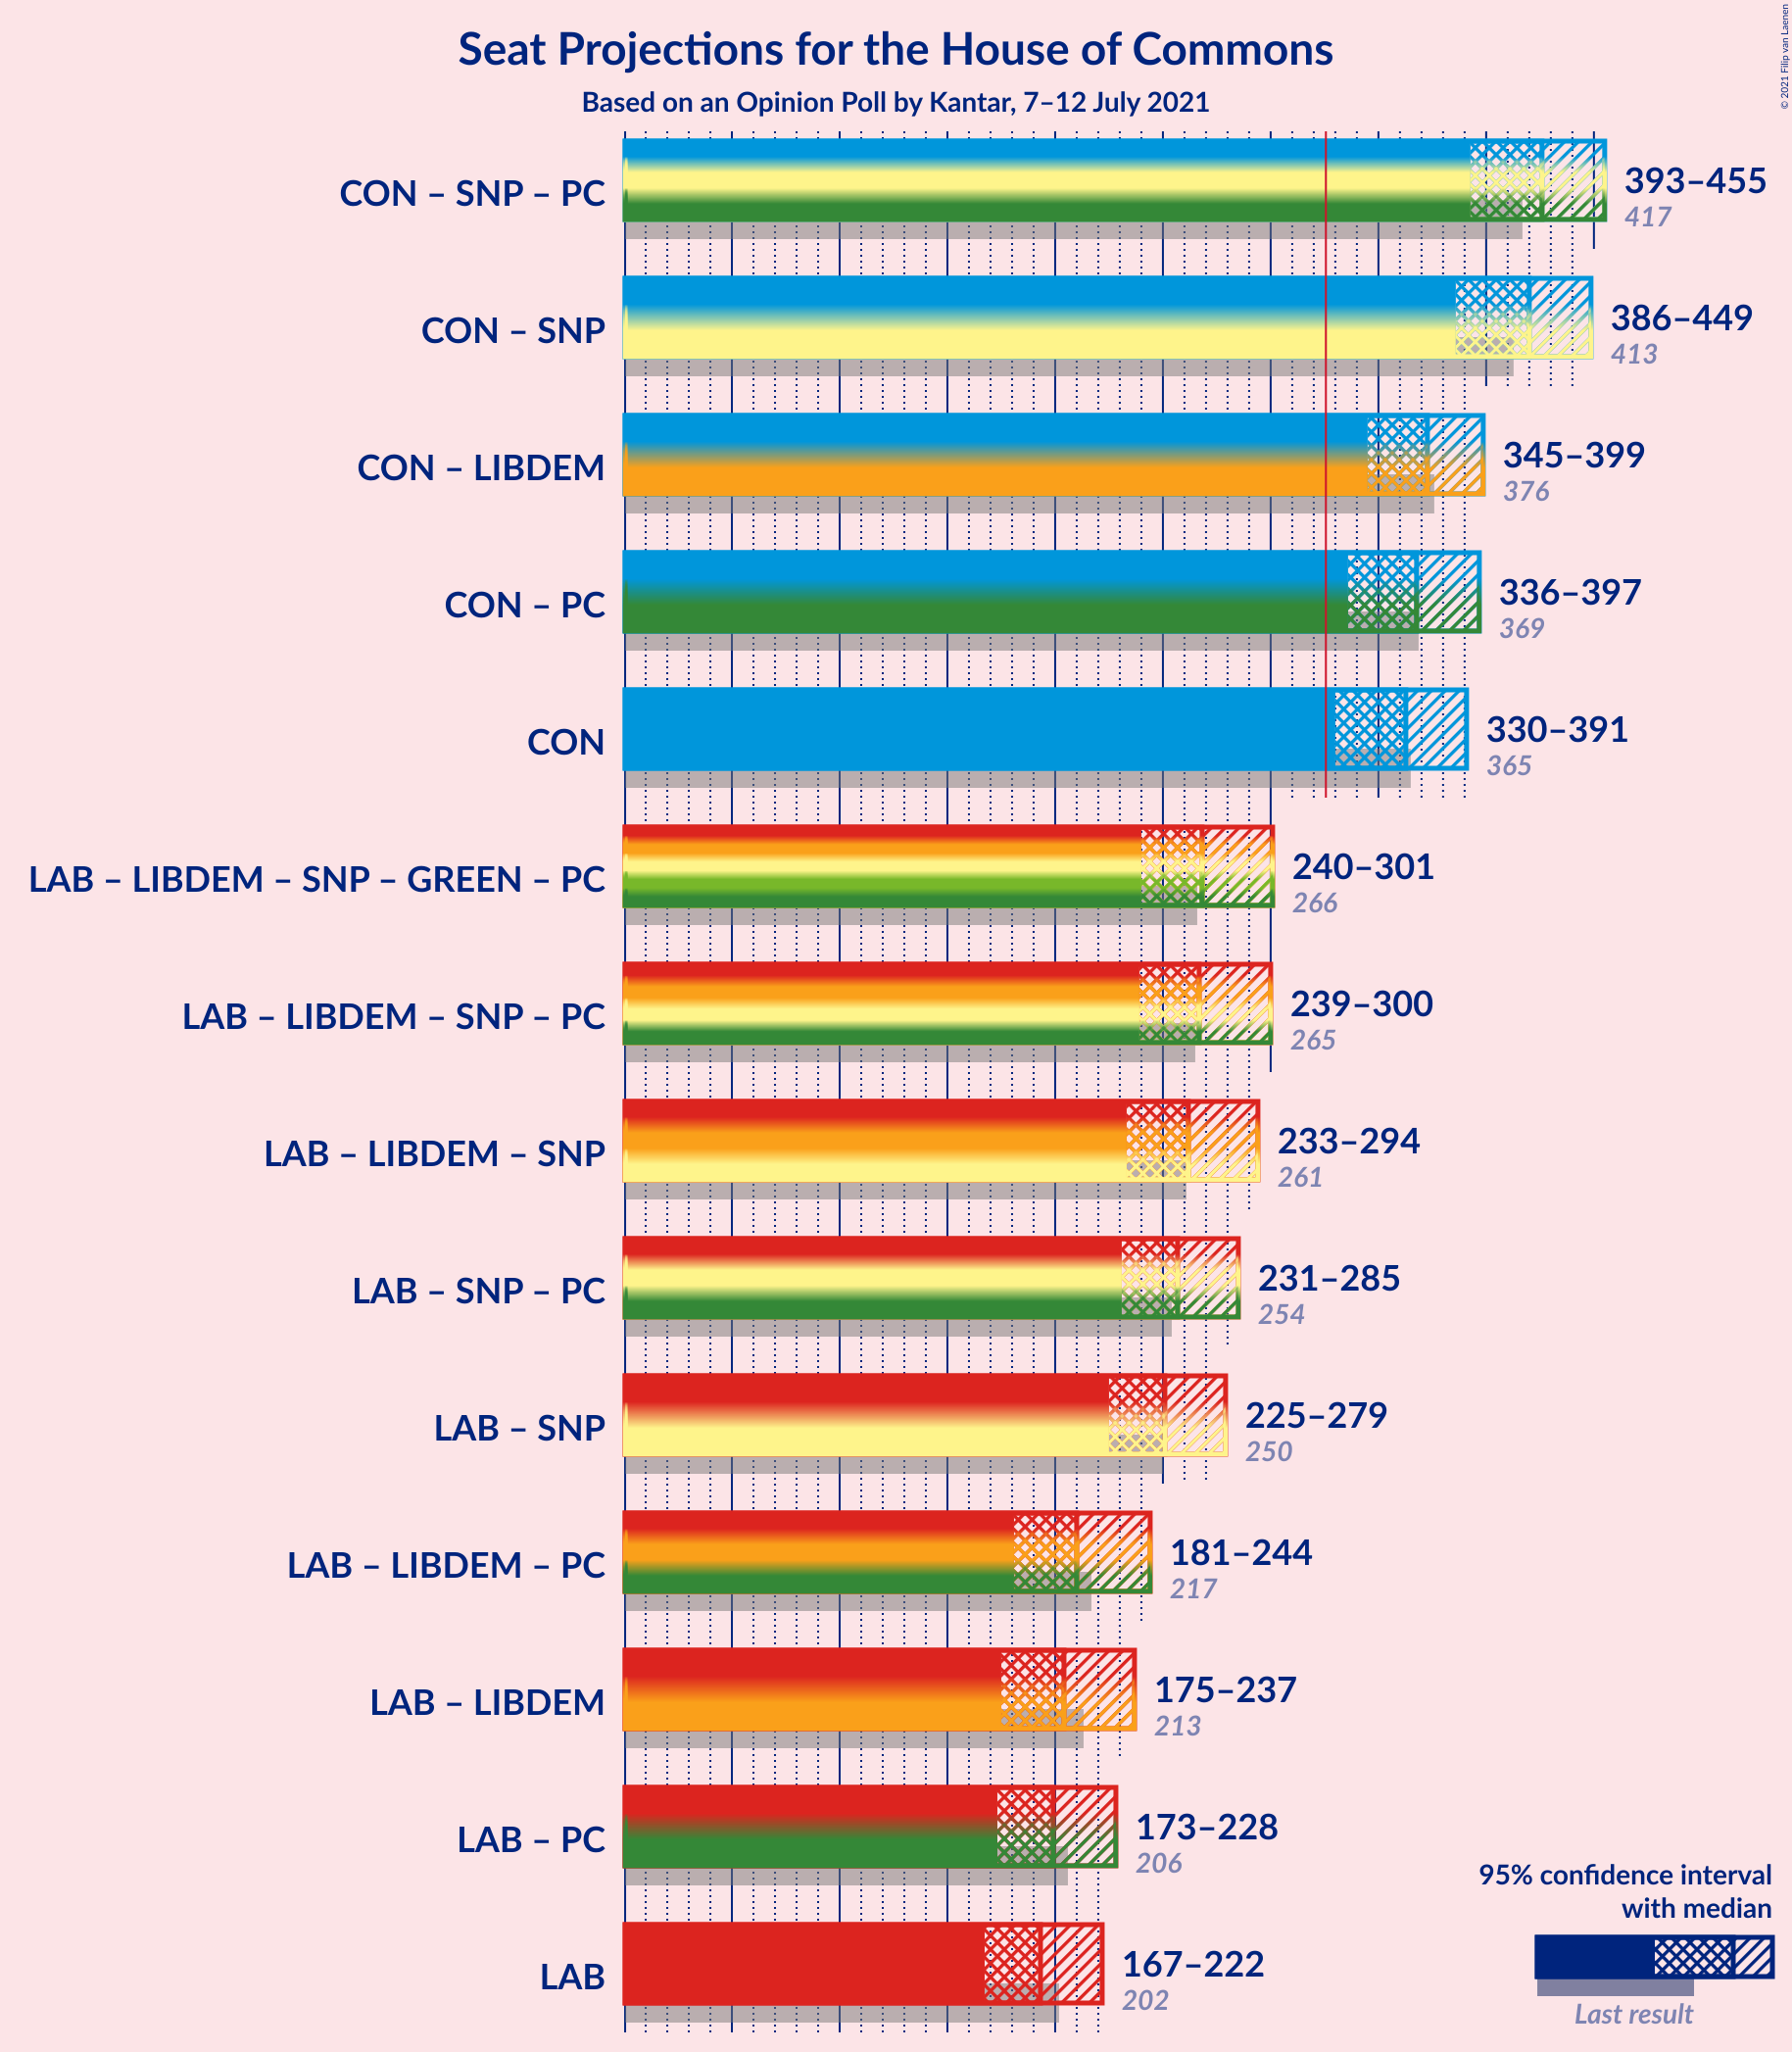 Seat Projections for the House of Commons
Based on an Opinion Poll by Kantar, 7–12 July 2021
© 2021 Filip van Laenen
CON – SNP – PC
393–455
417
CON – SNP
386–449
413
CON – LIBDEM
345–399
376
CON – PC
336–397
369
CON
330–391
365
LAB – LIBDEM – SNP – GREEN – PC
240–301
266
LAB – LIBDEM – SNP – PC
239–300
265
LAB – LIBDEM – SNP
233–294
261
LAB – SNP – PC
231–285
254
LAB – SNP
225–279
250
LAB – LIBDEM – PC
181–244
217
LAB – LIBDEM
175–237
213
LAB – PC
173–228
206
LAB
167–222
202
95% confidence interval
with median
Last result